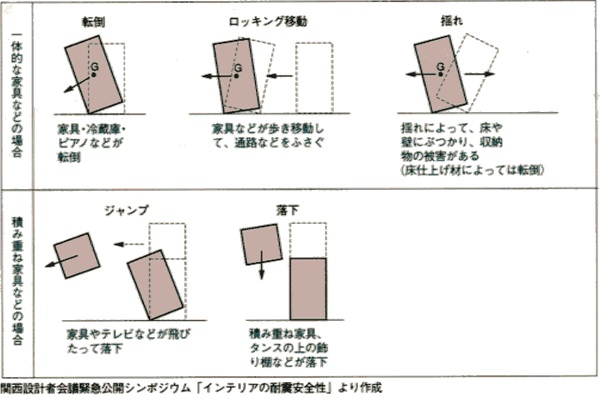 一体的な家具などの場合
転倒
G
家具・冷蔵庫・
ピアノなどが
転倒
ロッキング移動
G
家具などが歩き移動し
て、通路などをふさぐ
揺れ
G
揺れによって、床や
壁にぶつかり、収納
物の被害がある
(床仕上げ材によっては転倒)
積み重ね家具などの場合
ジャンプ
家具やテレビなどが飛び
たって落下
落下
積み重ね家具、
タンスの上の飾
り棚などが落下
関西設計者会議緊急公開シンポジウム「インテリアの耐震安全性」より作成